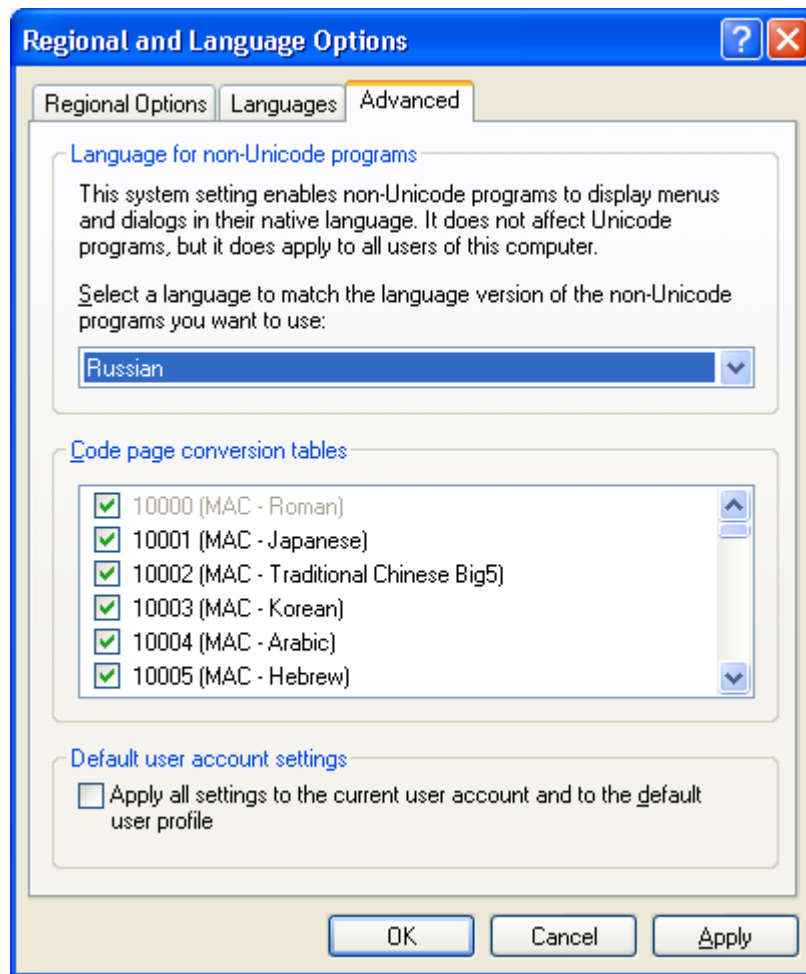 Regional and Language Options
Regional Options
Languages
Advanced
Language for non-Unicode programs
This system setting enables non-Unicode programs to display menus
and dialogs in their native language. It does not affect Unicode
programs, but it does apply to all users of this computer.
Select a language to match the language version of the non-Unicode
programs you want to use:
Russian
Code page conversion tables
10000 (MAC - Roman)
10001 (MAC - Japanese)
10002 (MAC - Traditional Chinese Big5)
10003 (MAC - Korean)
10004 (MAC - Arabic)
10005 (MAC - Hebrew)
Default user account settings
Apply all settings to the current user account and to the default
user profile
OK
Cancel
Apply